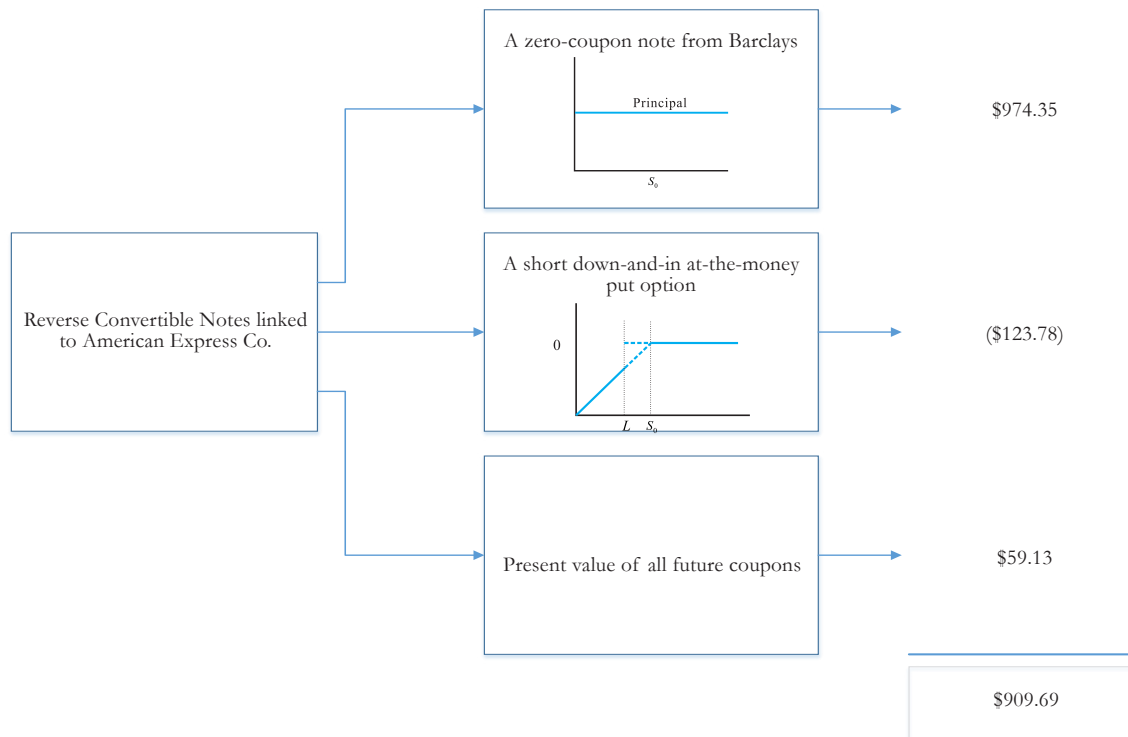 A zero-coupon note from Barclays
Principal
S₀
$974.35
Reverse Convertible Notes linked
to American Express Co.
A short down-and-in at-the-money
put option
0
L S₀
($123.78)
Present value of all future coupons
$59.13
$909.69